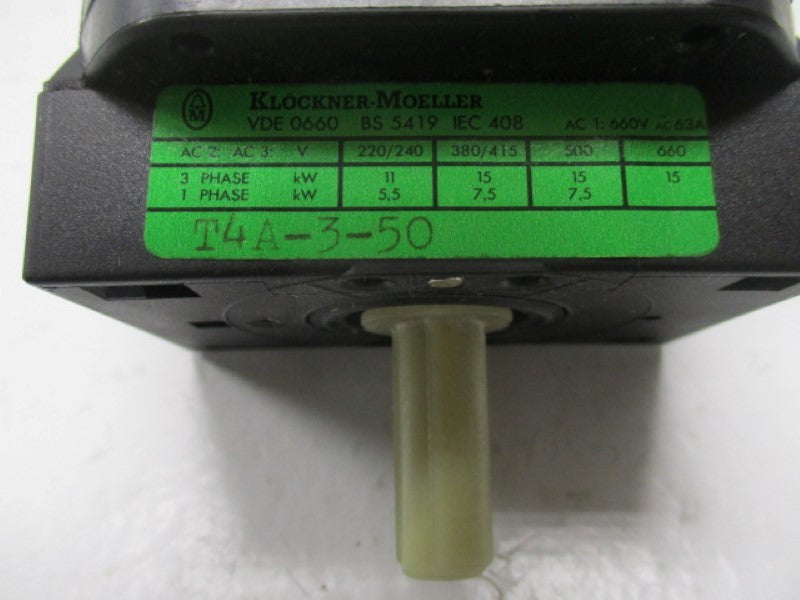 M KLÖCKNER-MOELLER
VDE 0660 BS 5419 IEC 408 AC 1: 660V AC 63A
AC 2: AC 3: V 220/240 380/415 500 660
3 PHASE kW 11 15 15 15
1 PHASE kW 5,5 7,5 7,5
T4A-3-50